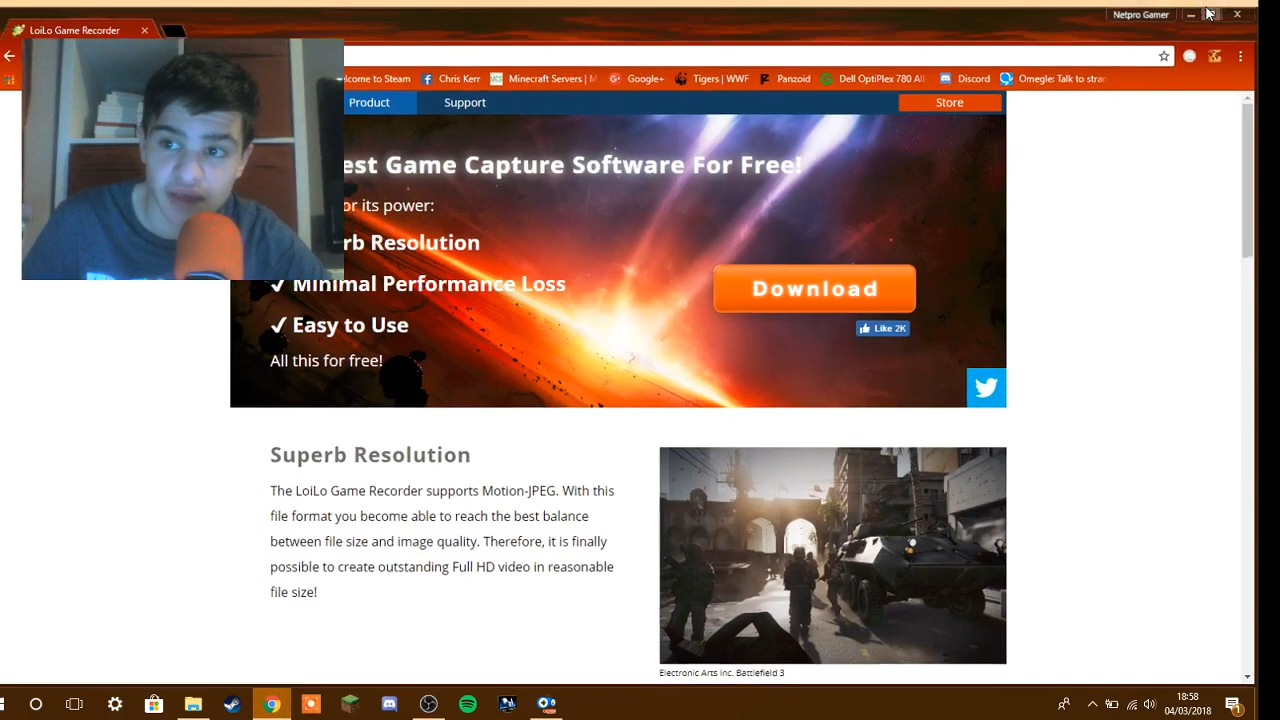 Netpro Gamer
LoiLo Game Recorder
elcome to Steam
Chris Kerr
Minecraft Servers | M
Google+
Tigers | WWF
Panzoid
Dell OptiPlex 780 All
Discord
Omegle: Talk to stran
Product
Support
Store
est Game Capture Software For Free!
or its power:
rb Resolution
✓ Minimal Performance Loss
✓ Easy to Use
All this for free!
Download
Like 2K
Superb Resolution
The LoiLo Game Recorder supports Motion-JPEG. With this
file format you become able to reach the best balance
between file size and image quality. Therefore, it is finally
possible to create outstanding Full HD video in reasonable
file size!
Electronic Arts Inc. Battlefield 3
18:58
04/03/2018
1